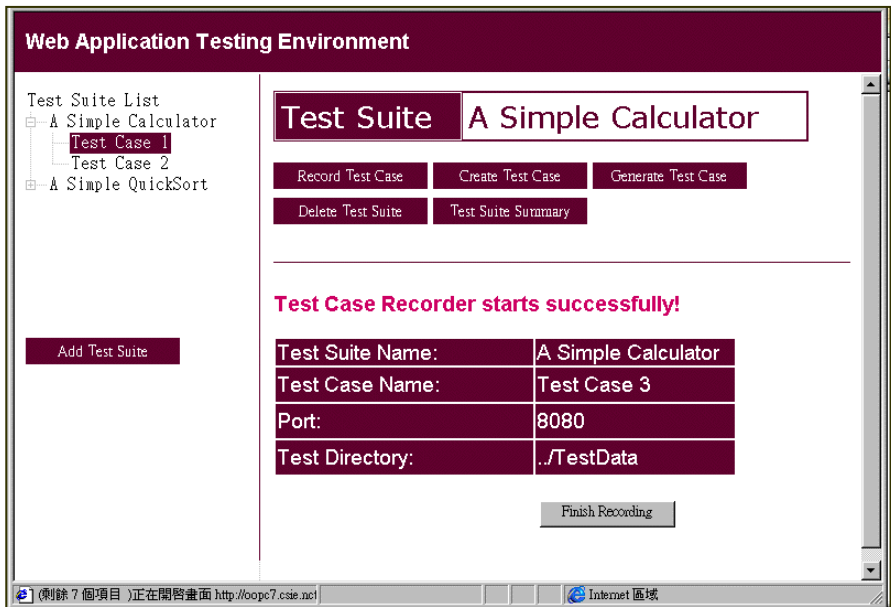 Web Application Testing Environment
Test Suite List
A Simple Calculator
Test Case 1
Test Case 2
A Simple QuickSort
Add Test Suite
Test Suite A Simple Calculator
Record Test Case Create Test Case Generate Test Case
Delete Test Suite Test Suite Summary
Test Case Recorder starts successfully!
Test Suite Name: A Simple Calculator
Test Case Name: Test Case 3
Port: 8080
Test Directory: ../TestData
Finish Recording
(剩餘 7 個項目 )正在開啓畫面 http://oopc7.csie.nct Internet 區域